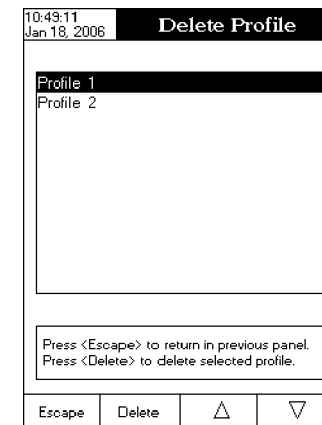 10:49:11
Jan 18, 2006
Delete Profile
Profile 1
Profile 2
Press <Escape> to return in previous panel.
Press <Delete> to delete selected profile.
Escape Delete △ ▽